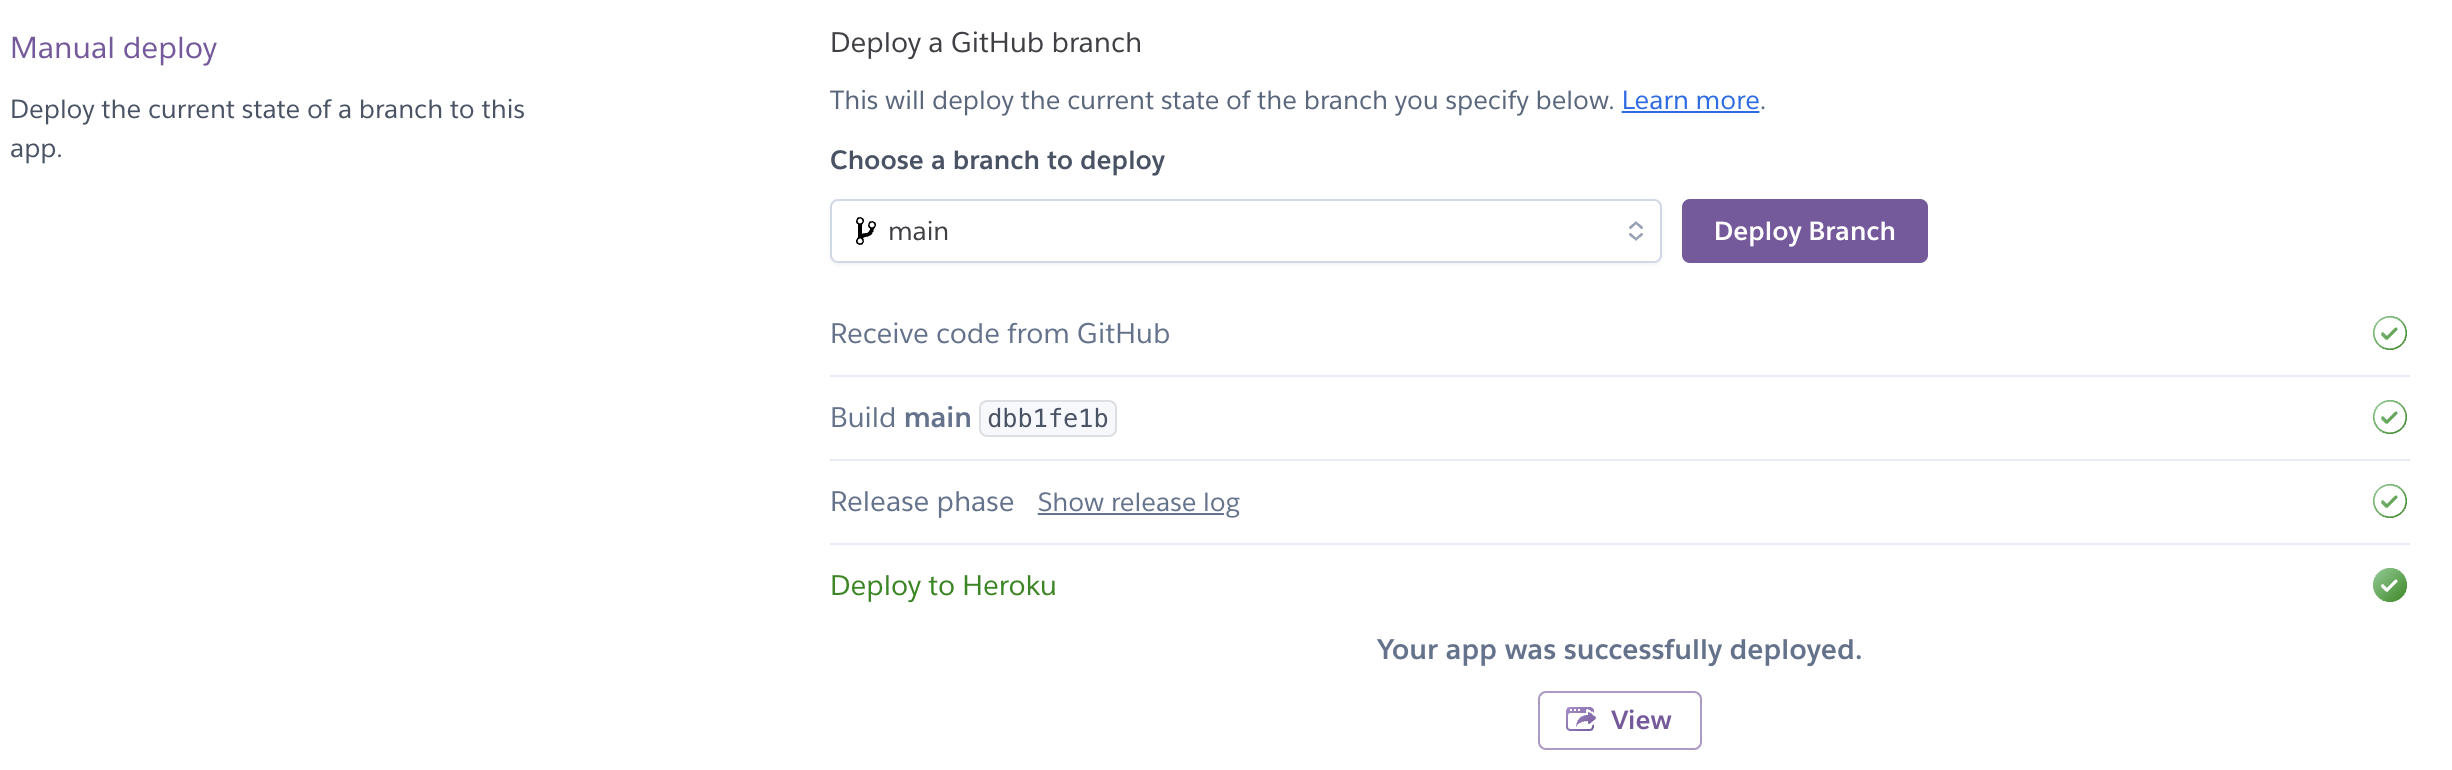 Manual deploy
Deploy the current state of a branch to this
app.
Deploy a GitHub branch
This will deploy the current state of the branch you specify below. Learn more.
Choose a branch to deploy
main
Deploy Branch
Receive code from GitHub
Build main dbb1fe1b
Release phase Show release log
Deploy to Heroku
Your app was successfully deployed.
View